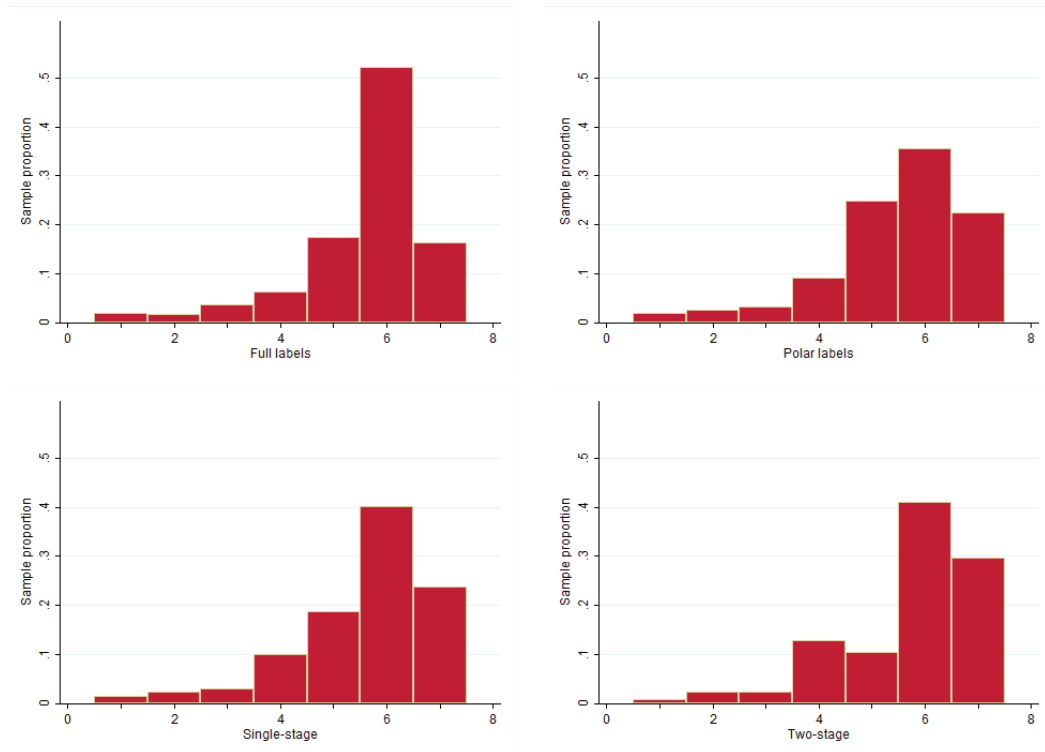 Sample proportion
.5
.4
.3
.2
.1
0
0 2 4 6 8
Full labels
Sample proportion
.5
.4
.3
.2
.1
0
0 2 4 6 8
Polar labels
Sample proportion
.5
.4
.3
.2
.1
0
0 2 4 6 8
Single-stage
Sample proportion
.5
.4
.3
.2
.1
0
0 2 4 6 8
Two-stage